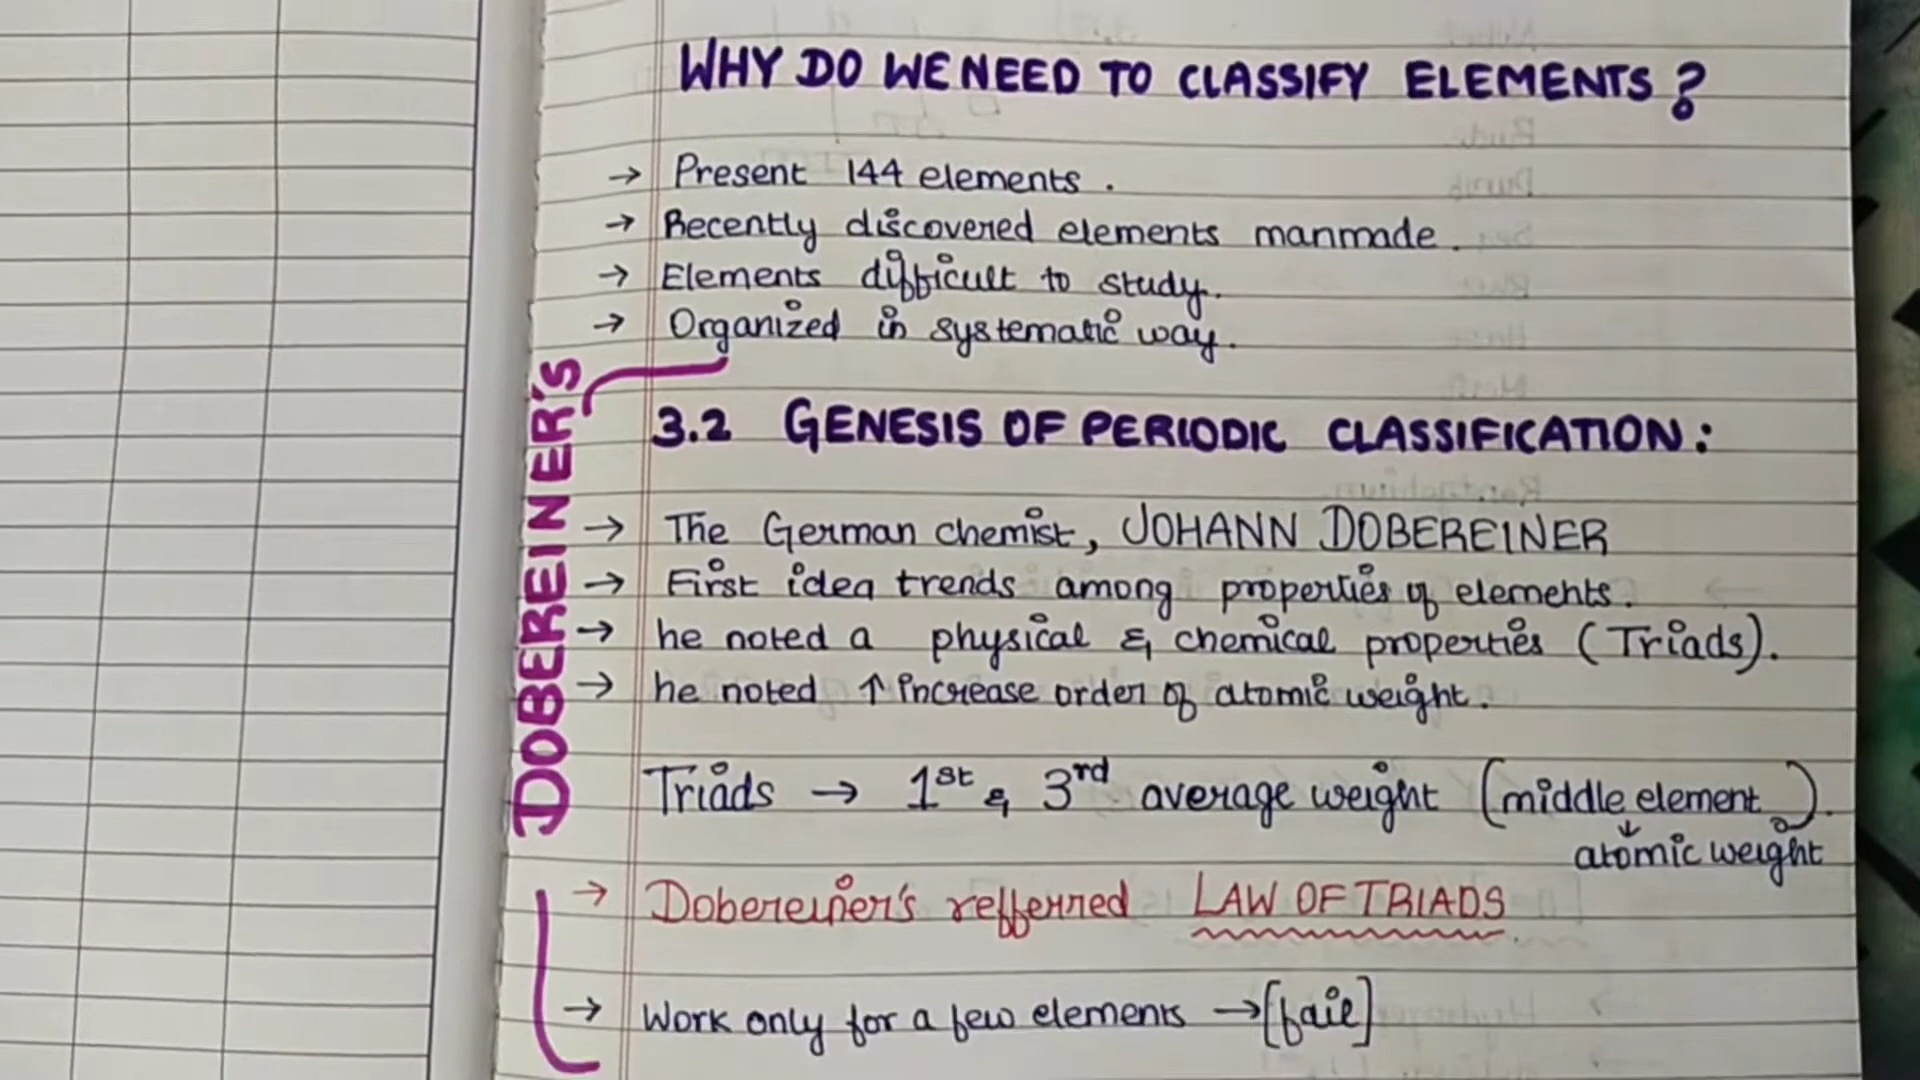 WHY DO WE NEED TO CLASSIFY ELEMENTS?
→ Present 144 elements.
→ Recently discovered elements manmade.
→ Elements difficult to study.
→ Organized in systematic way.
DOBEREINER'S
3.2 GENESIS OF PERIODIC CLASSIFICATION:
→ The German chemist, JOHANN DOBEREINER
→ First idea trends among properties of elements.
→ he noted a physical & chemical properties (Triads).
→ he noted ↑ increase order of atomic weight.
Triads → 1st & 3rd average weight (middle element).
↓
atomic weight
→ Dobereiner's refferred LAW OF TRIADS
→ Work only for a few elements → [fail]